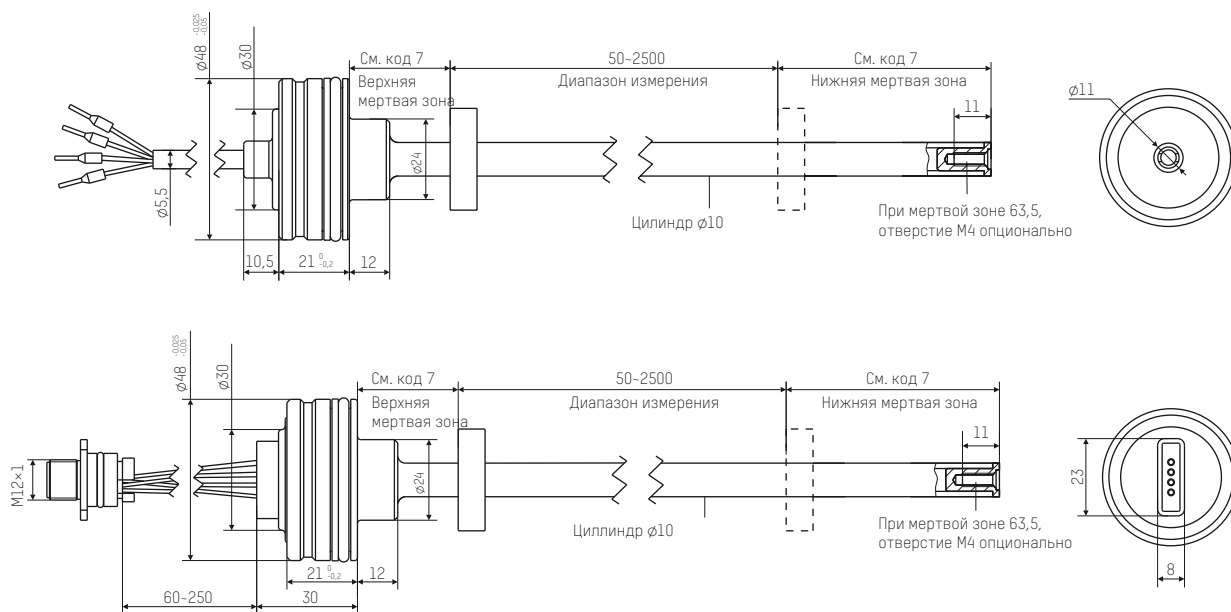 ø48 -0,025 -0,05
ø30
См. код 7
50~2500
См. код 7
Верхняя
мертвая зона
Диапазон измерения
Нижняя мертвая зона
11
ø11
ø24
ø5,5
Цилиндр ø10
При мертвой зоне 63,5,
отверстие М4 опционально
10,5
21 0 -0,2
12
ø48 -0,025 -0,05
ø30
См. код 7
50-2500
См. код 7
Верхняя
мертвая зона
Диапазон измерения
Нижняя мертвая зона
11
M12×1
ø24
23
Циллиндр ø10
При мертвой зоне 63,5,
отверстие М4 опционально
21 0 -0,2
12
8
60~250
30